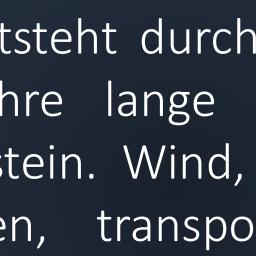 tsteht durch
hre lange
stein. Wind,
en, transpo